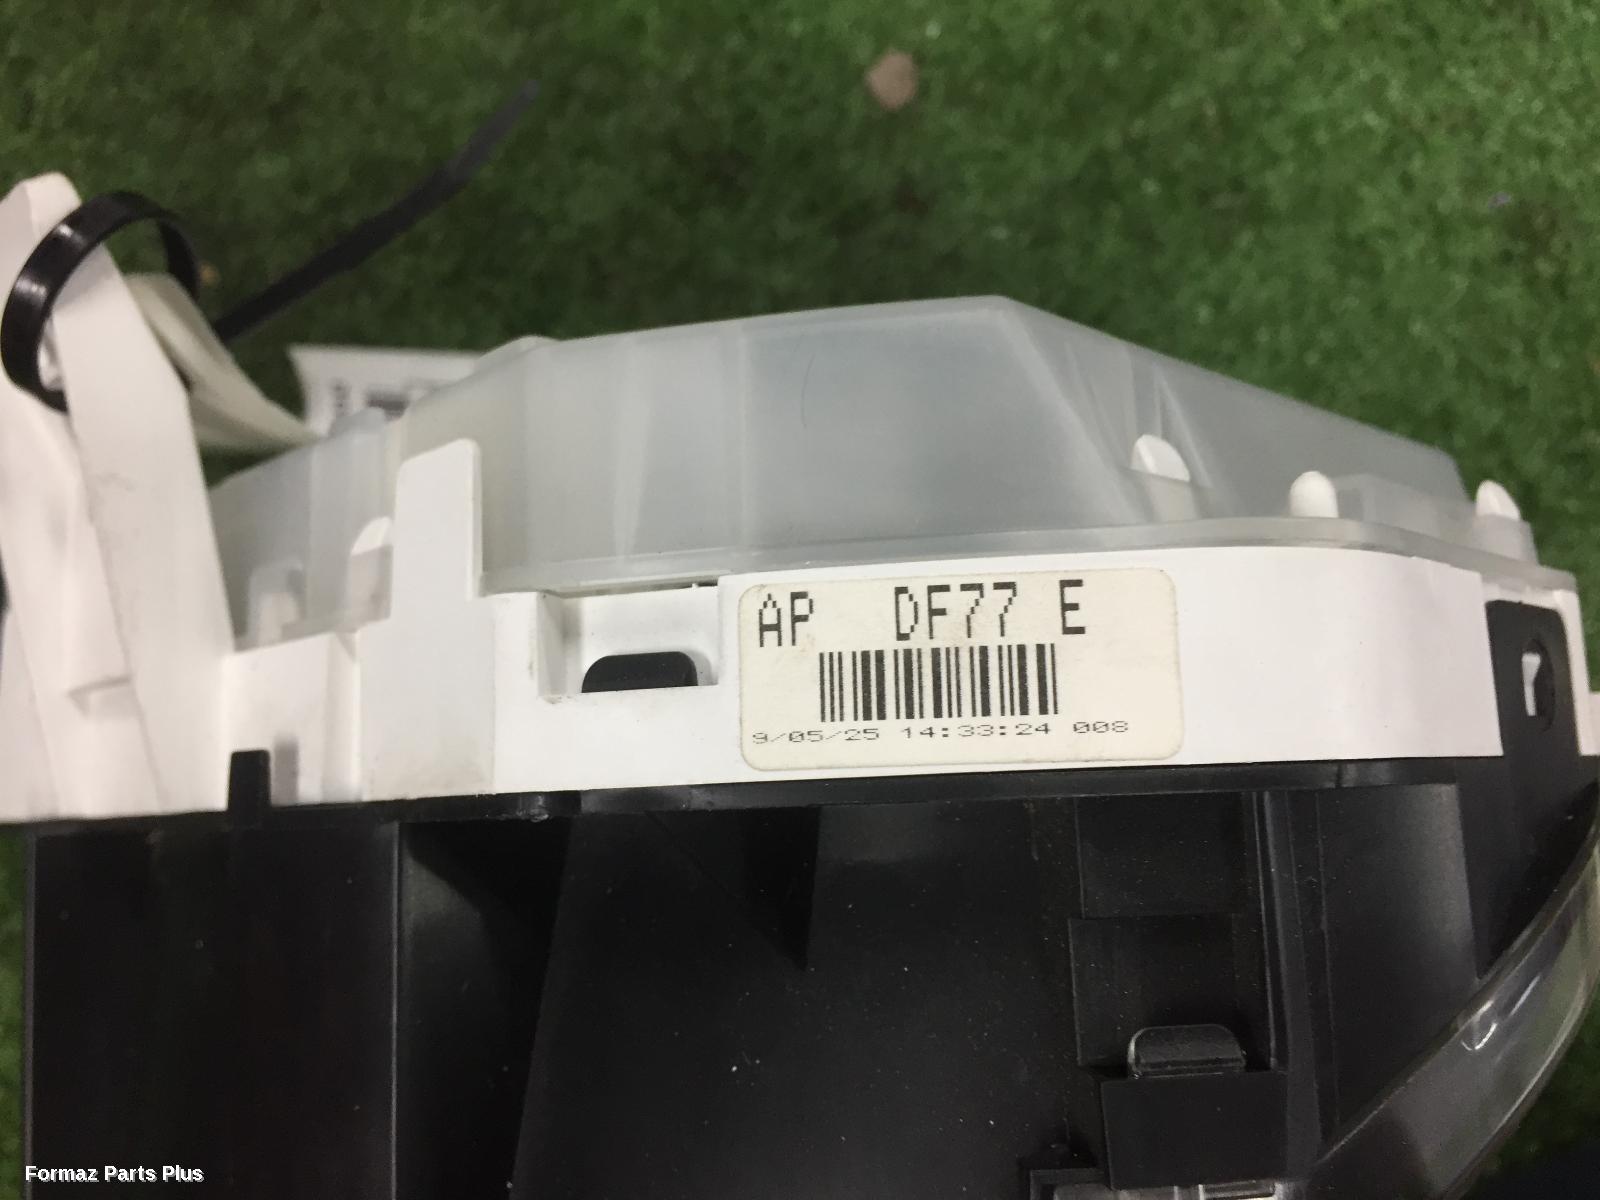 AP DF77 E
9/05/25 14:33:24 008
Formaz Parts Plus